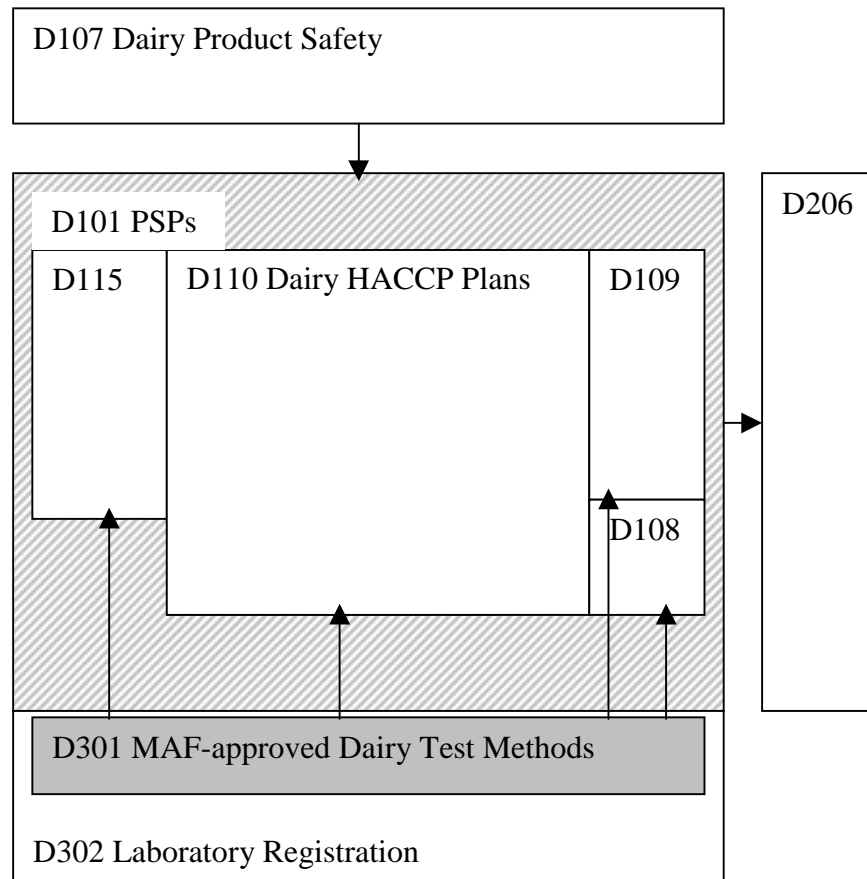 D107 Dairy Product Safety
D206
D101 PSPs
D115
D110 Dairy HACCP Plans
D109
D108
D301 MAF-approved Dairy Test Methods
D302 Laboratory Registration